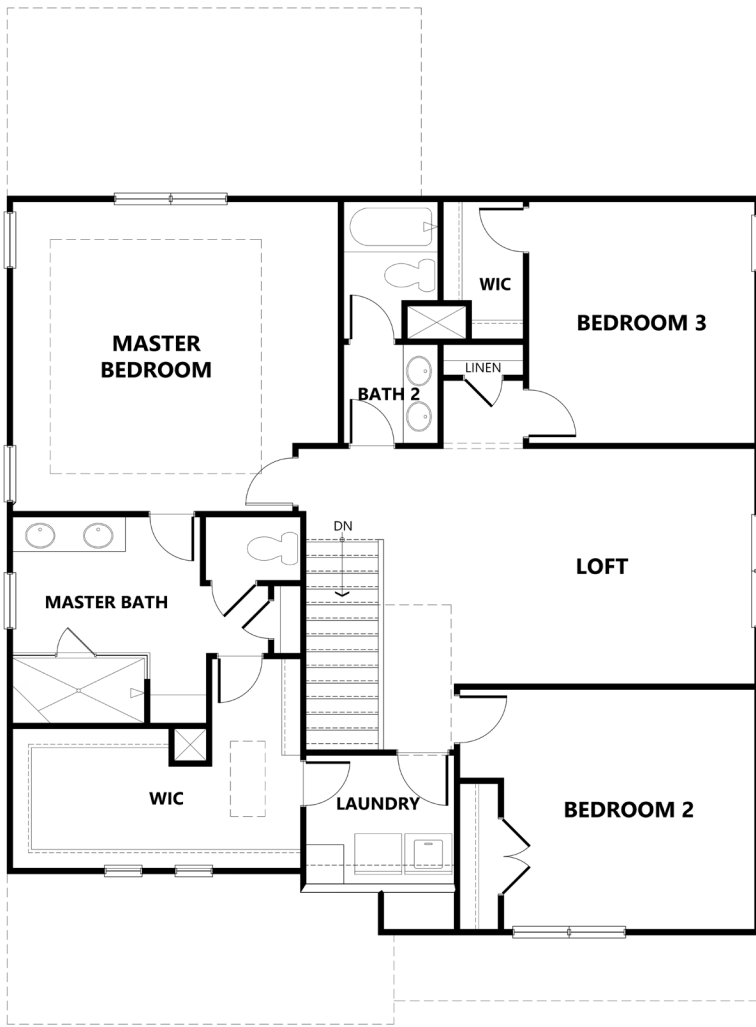 WIC
BEDROOM 3
MASTER
BEDROOM
LINEN
BATH 2
DN
LOFT
MASTER BATH
WIC
LAUNDRY
BEDROOM 2